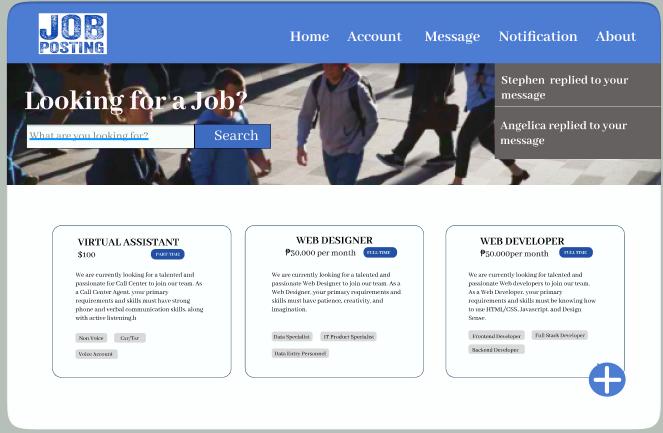 JOB
POSTING
Home Account Message Notification About
Looking for a Job?
What are you looking for?
Search
Stephen replied to your
message
Angelica replied to your
message
VIRTUAL ASSISTANT
$100
PART TIME
We are currently looking for a talented and
passionate for Call Center to join our team. As
a Call Center Agent, your primary
requirements and skills must have strong
phone and verbal communication skills, along
with active listening.h
Non Voice
Csr/Tsr
Voice Account
WEB DESIGNER
₱50.000 per month
FULL TIME
We are currently looking for a talented and
passionate Web Designer to join our team. As a
Web Designer, your primary requirements and
skills must have patience, creativity, and
imagination.
Data Specialist
IT Product Specialist
Data Entry Personnel
WEB DEVELOPER
₱50.000per month
FULL TIME
We are currently looking for talented and
passionate Web developers to join our team.
As a Web Developer, your primary
requirements and skills must be knowing how
to use HTML/CSS, Javascript, and Design
Sense.
Frontend Developer
Full Stack Developer
Backend Developer